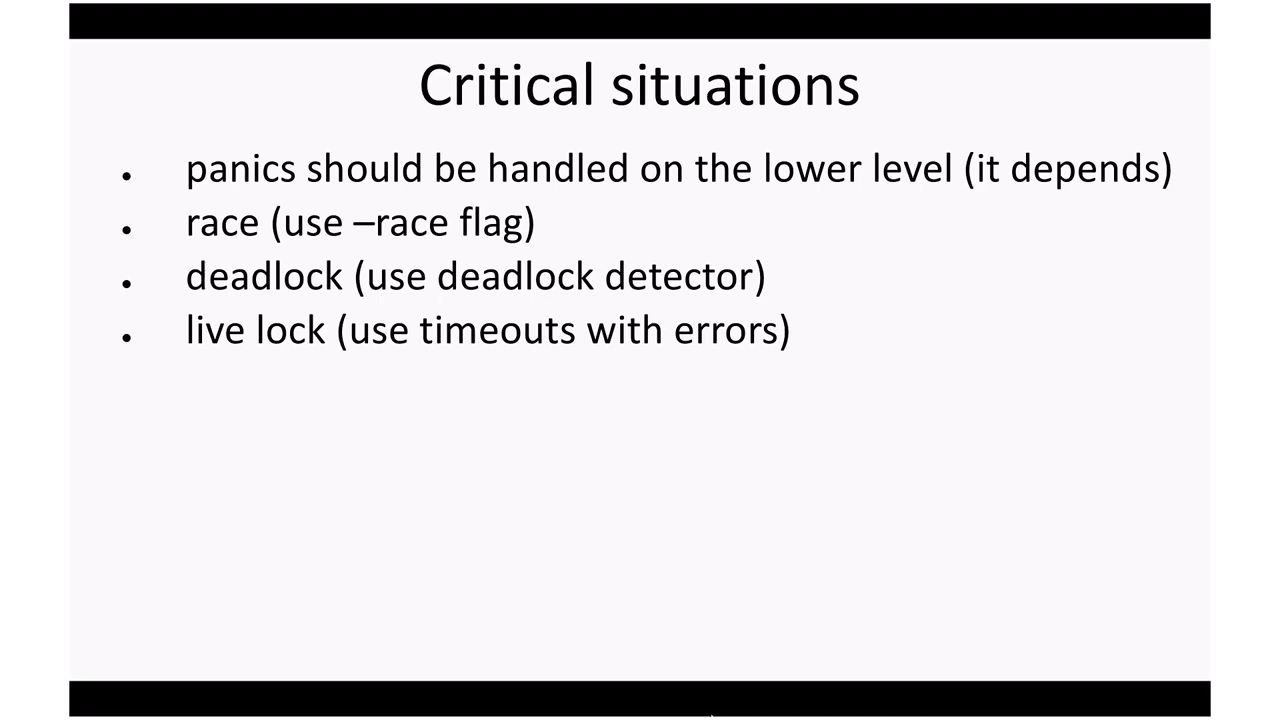 Critical situations
• panics should be handled on the lower level (it depends)
• race (use –race flag)
• deadlock (use deadlock detector)
• live lock (use timeouts with errors)